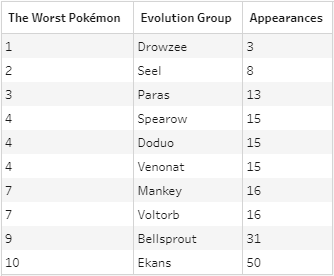 The Worst Pokémon Evolution Group Appearances
1 Drowzee 3
2 Seel 8
3 Paras 13
4 Spearow 15
4 Doduo 15
4 Venonat 15
7 Mankey 16
7 Voltorb 16
9 Bellsprout 31
10 Ekans 50